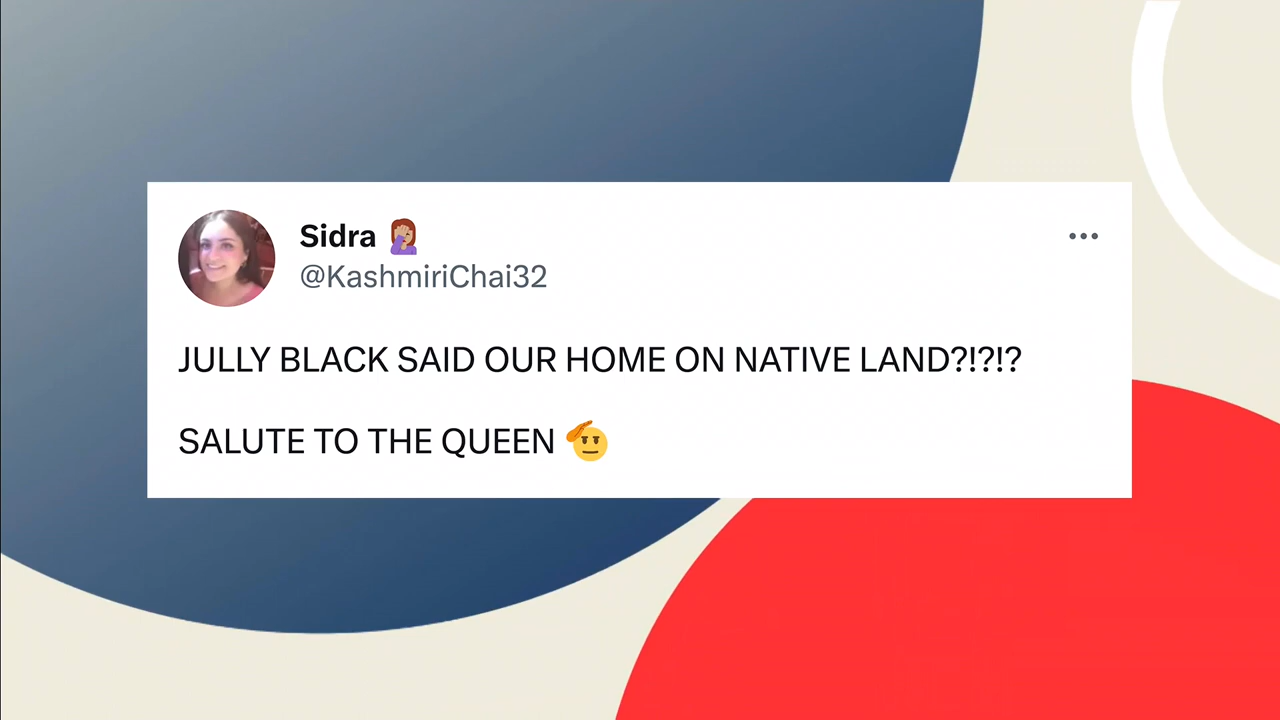 Sidra 🤦🏽‍♀️
@KashmiriChai32
JULLY BLACK SAID OUR HOME ON NATIVE LAND?!?!?
SALUTE TO THE QUEEN 🫡